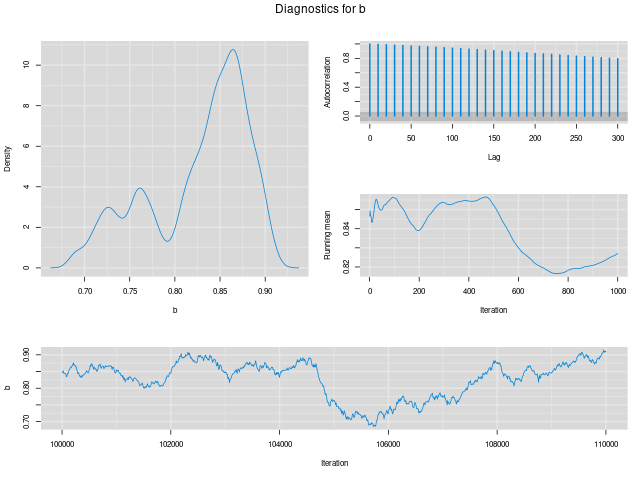 Diagnostics for b
Density
10
8
6
4
2
0
0.70 0.75 0.80 0.85 0.90
b
Autocorrelation
0.8
0.4
0.0
0 50 100 150 200 250 300
Lag
Running mean
0.84
0.82
0 200 400 600 800 1000
Iteration
b
0.90
0.80
0.70
100000 102000 104000 106000 108000 110000
Iteration